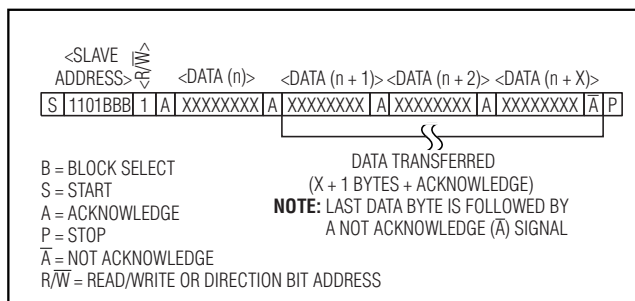 <SLAVE
ADDRESS>
<R/W̅>
<DATA (n)> <DATA (n + 1)> <DATA (n + 2)> <DATA (n + X)>
S 1101BBB 1 A XXXXXXXX A XXXXXXXX A XXXXXXXX A XXXXXXXX A̅ P
B = BLOCK SELECT
S = START
A = ACKNOWLEDGE
P = STOP
A̅ = NOT ACKNOWLEDGE
R/W̅ = READ/WRITE OR DIRECTION BIT ADDRESS
DATA TRANSFERRED
(X + 1 BYTES + ACKNOWLEDGE)
NOTE: LAST DATA BYTE IS FOLLOWED BY
A NOT ACKNOWLEDGE (A̅) SIGNAL